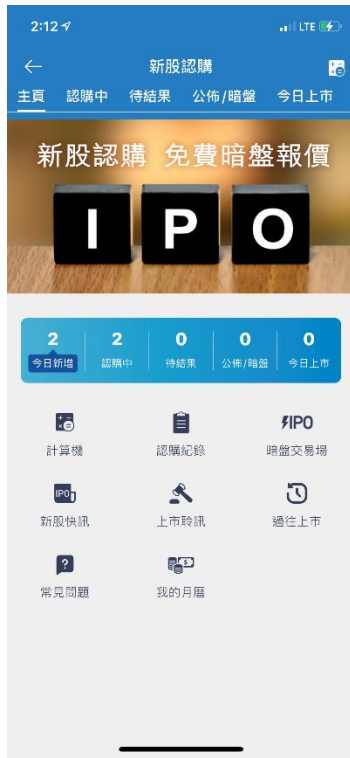 2:12
LTE
新股認購
主頁 認購中 待結果 公佈/暗盤 今日上市
新股認購 免費暗盤報價
I P O
2 2 0 0 0
今日新增 認購中 待結果 公佈/暗盤 今日上市
IPO
計算機 認購紀錄 暗盤交易場
IPO
新股快訊 上市聆訊 過往上市
?
常見問題 我的月曆